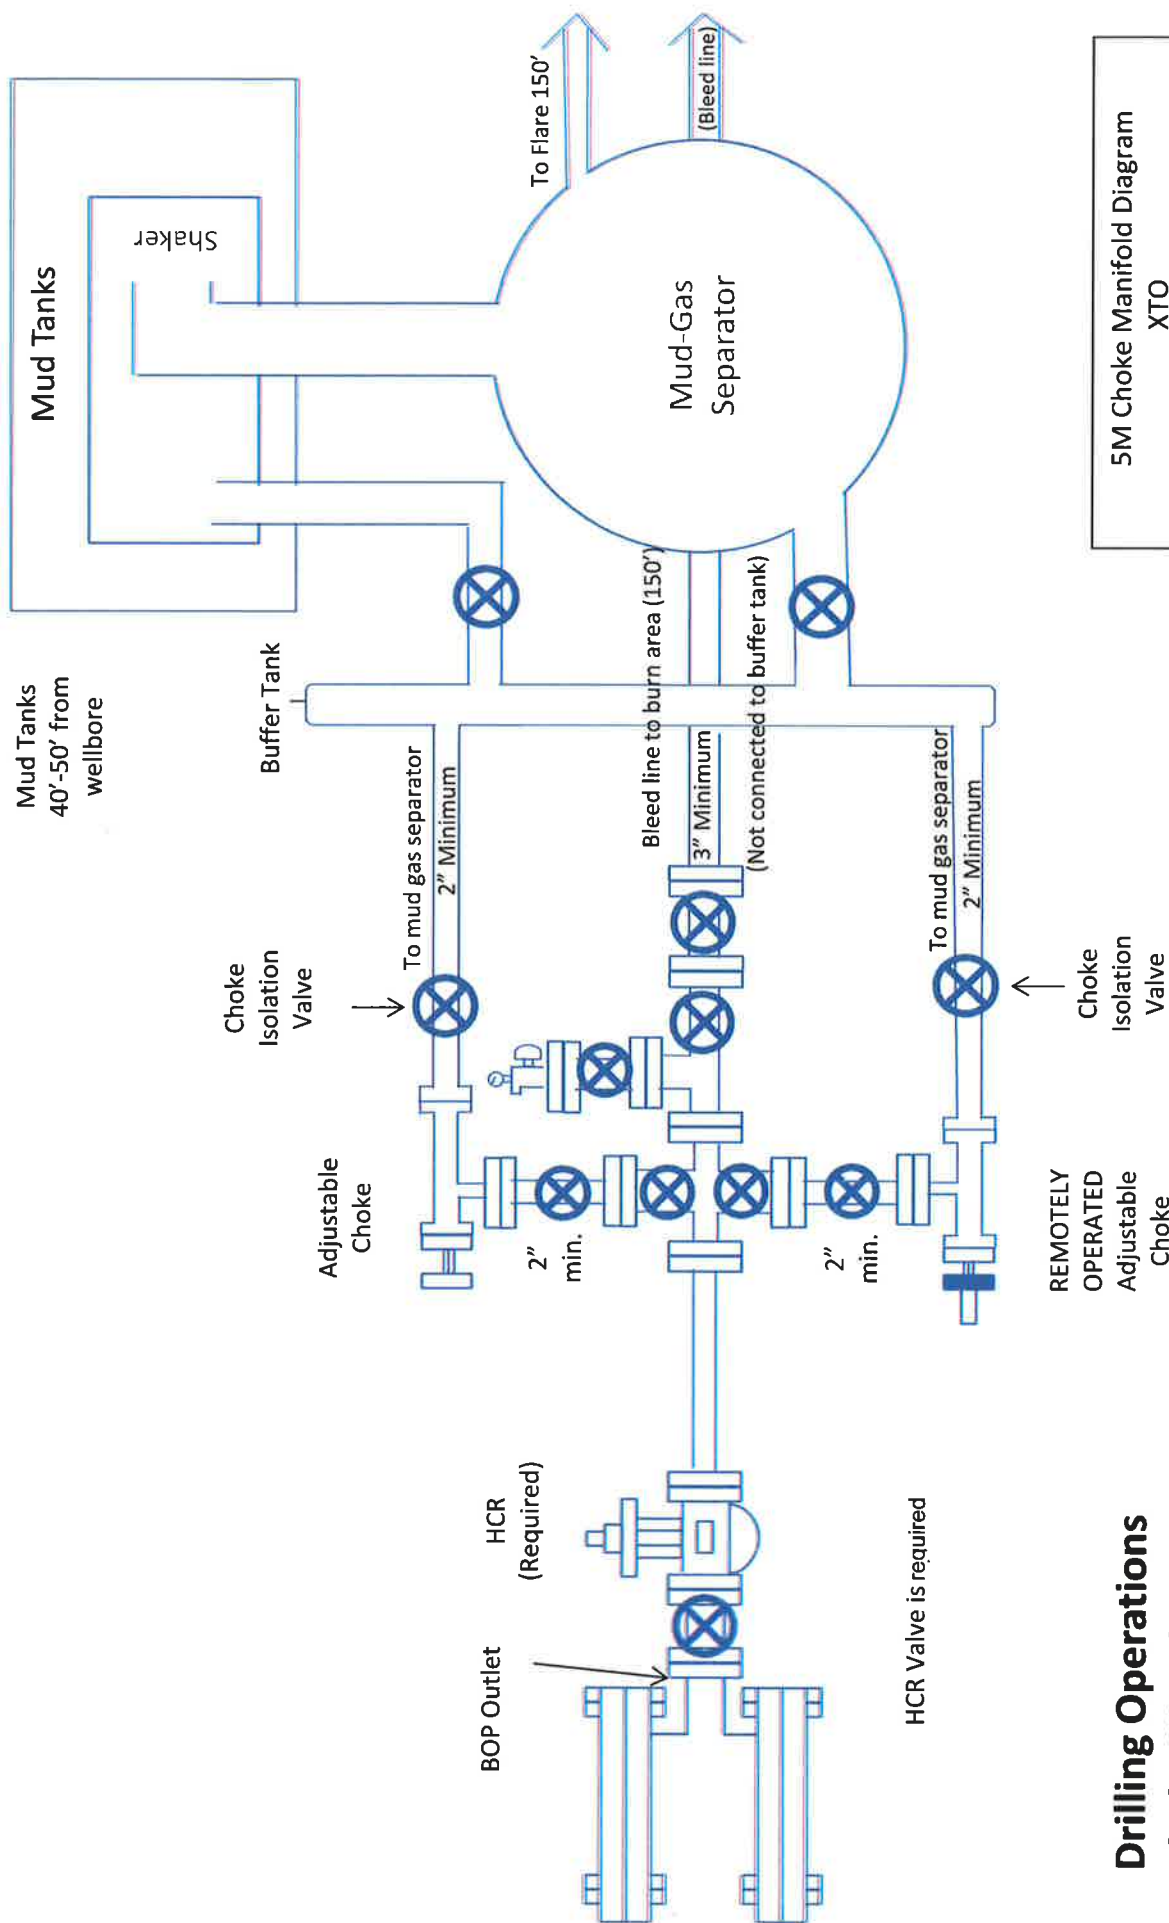 Mud Tanks
Shaker
Mud Tanks
40’-50’ from
wellbore
Buffer Tank
To Flare 150’
(Bleed line)
Mud-Gas
Separator
Bleed line to burn area (150’)
3” Minimum
(Not connected to buffer tank)
To mud gas separator
2” Minimum
To mud gas separator
2” Minimum
Choke
Isolation
Valve
Choke
Isolation
Valve
Adjustable
Choke
REMOTELY
OPERATED
Adjustable
Choke
2”
min.
2”
min.
HCR
(Required)
BOP Outlet
HCR Valve is required
Drilling Operations
5M Choke Manifold Diagram
XTO